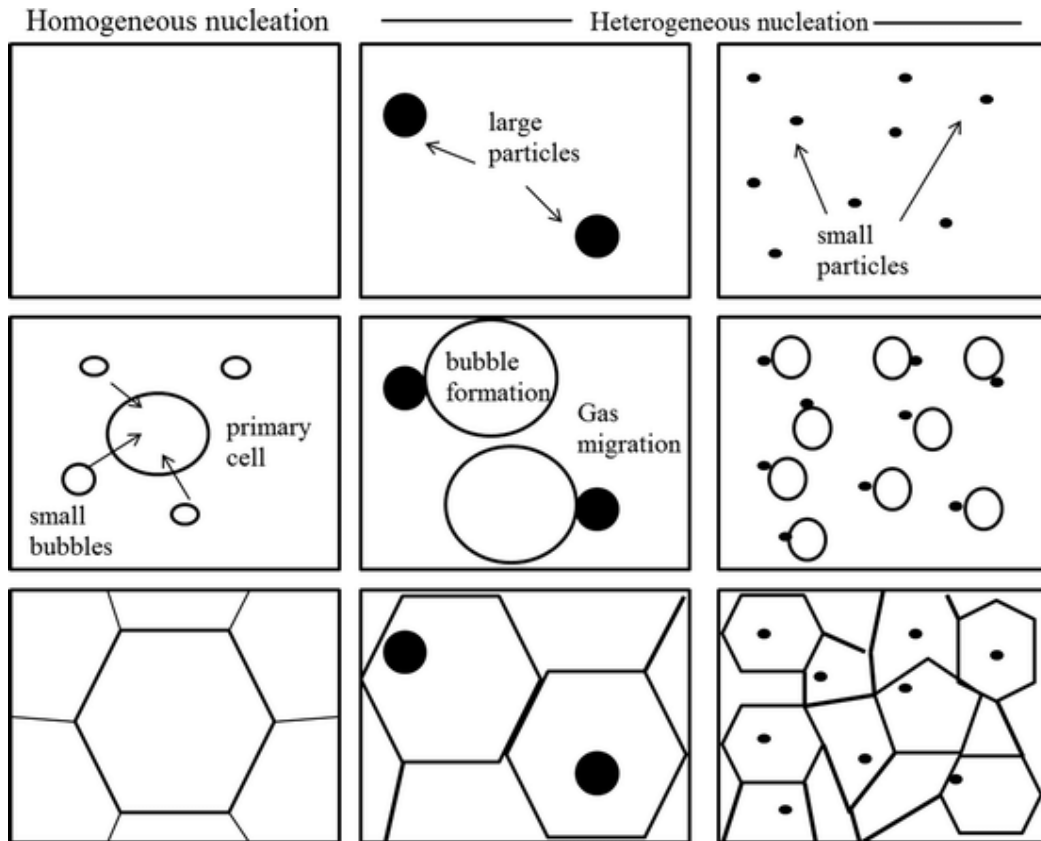 Homogeneous nucleation
Heterogeneous nucleation
large
particles
small
particles
primary
cell
small
bubbles
bubble
formation
Gas
migration